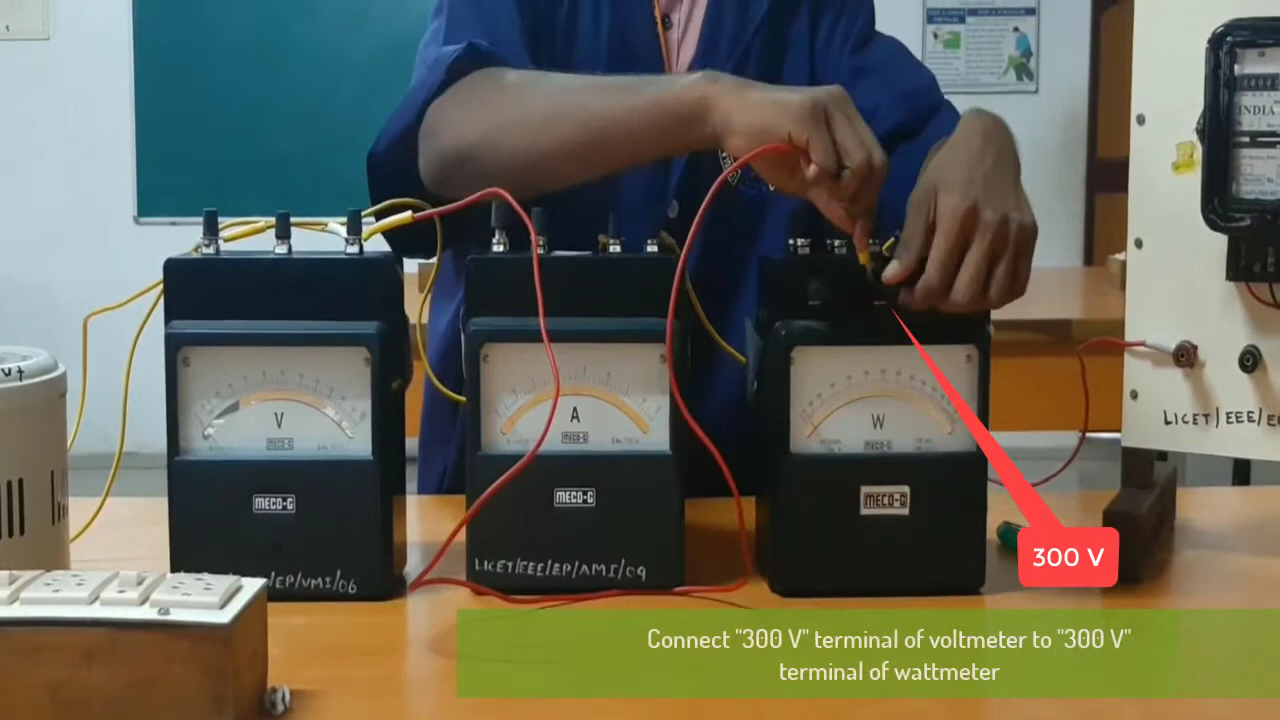 INDIA
V
MECO-G
A
MECO-G
W
MECO-G
LICET/EEE/E
MECO-G
MECO-G
MECO-G
/EP/VMI/06
LICET/EEE/EP/AMI/09
300 V
Connect "300 V" terminal of voltmeter to "300 V"
terminal of wattmeter